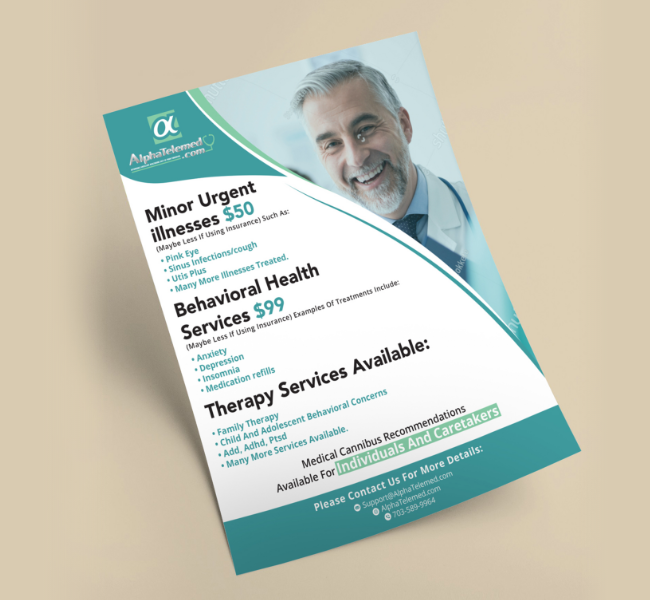 α
AlphaTelemed
.com
Minor Urgent
illnesses $50
(Maybe Less If Using Insurance) Such As:
• Pink Eye
• Sinus Infections/cough
• Utis Plus
• Many More Illnesses Treated.
Behavioral Health
Services $99
(Maybe Less If Using Insurance) Examples Of Treatments Include:
• Anxiety
• Depression
• Insomnia
• Medication refills
Therapy Services Available:
• Family Therapy
• Child And Adolescent Behavioral Concerns
• Add, Adhd, Ptsd
• Many More Services Available.
Medical Cannibus Recommendations
Available For Individuals And Caretakers
Please Contact Us For More Details:
Support@AlphaTelemed.com
AlphaTelemed.com
703-589-9964